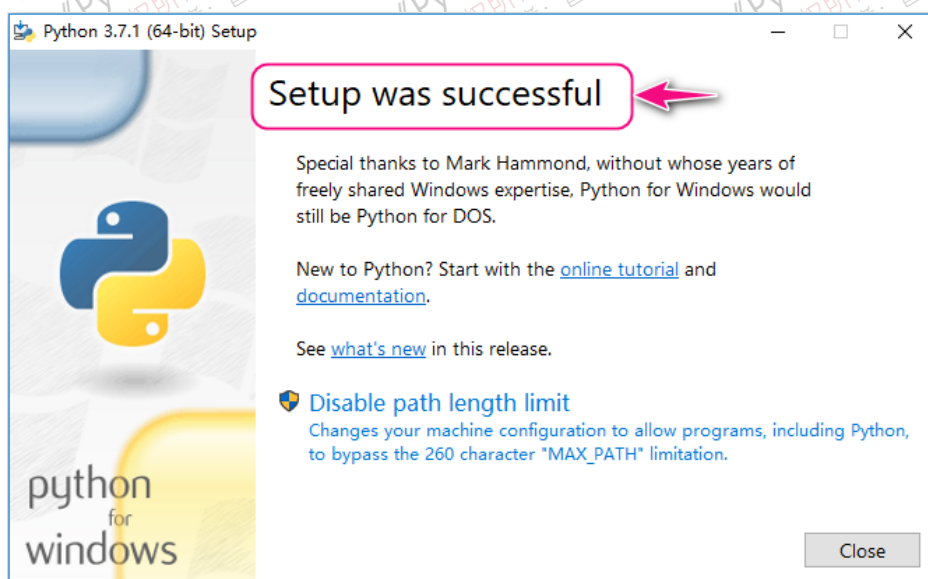 Python 3.7.1 (64-bit) Setup
Setup was successful
Special thanks to Mark Hammond, without whose years of
freely shared Windows expertise, Python for Windows would
still be Python for DOS.
New to Python? Start with the online tutorial and
documentation.
See what's new in this release.
Disable path length limit
Changes your machine configuration to allow programs, including Python,
to bypass the 260 character "MAX_PATH" limitation.
python
for
windows
Close